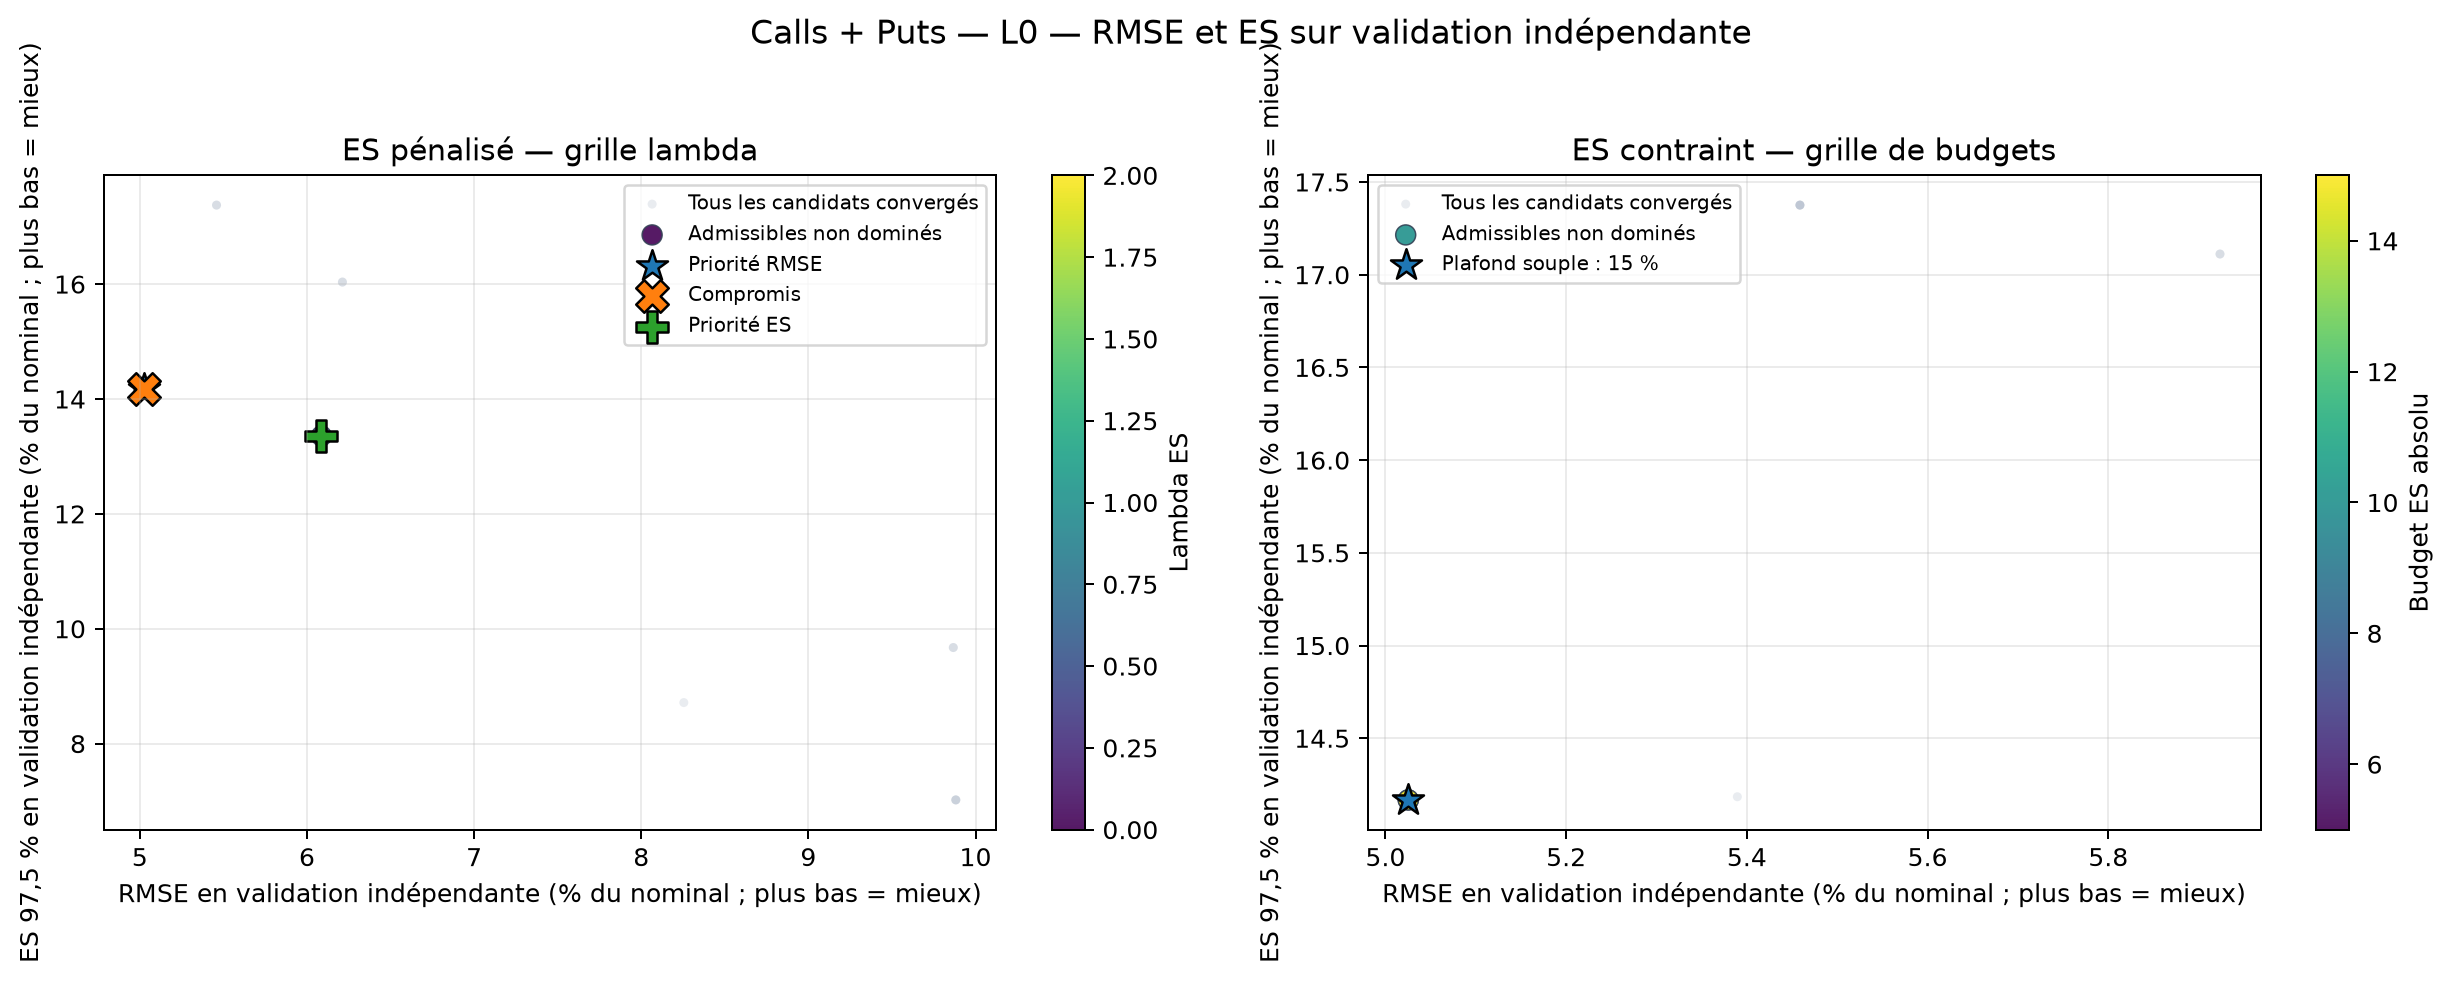 Calls + Puts — L0 — RMSE et ES sur validation indépendante
ES pénalisé — grille lambda
ES 97,5 % en validation indépendante (% du nominal ; plus bas = mieux)
16
14
12
10
8
Tous les candidats convergés
Admissibles non dominés
Priorité RMSE
Compromis
Priorité ES
5
6
7
8
9
10
RMSE en validation indépendante (% du nominal ; plus bas = mieux)
2.00
1.75
1.50
1.25
1.00
0.75
0.50
0.25
0.00
Lambda ES
ES contraint — grille de budgets
ES 97,5 % en validation indépendante (% du nominal ; plus bas = mieux)
17.5
17.0
16.5
16.0
15.5
15.0
14.5
Tous les candidats convergés
Admissibles non dominés
Plafond souple : 15 %
5.0
5.2
5.4
5.6
5.8
RMSE en validation indépendante (% du nominal ; plus bas = mieux)
14
12
10
8
6
Budget ES absolu